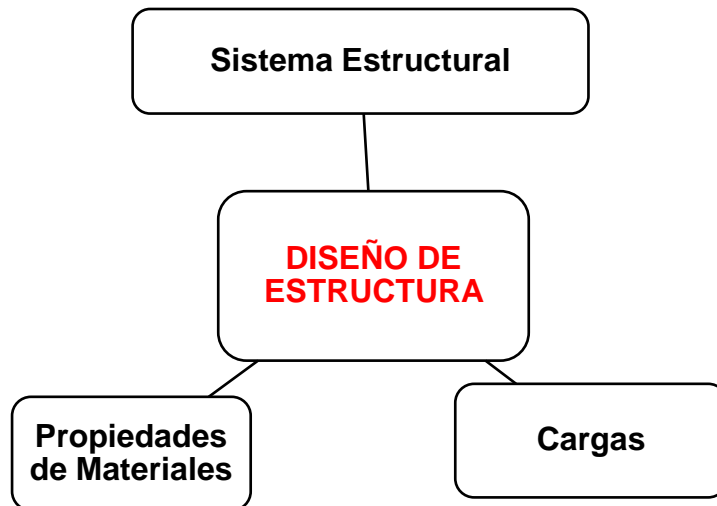 Sistema Estructural
DISEÑO DE
ESTRUCTURA
Propiedades
de Materiales
Cargas